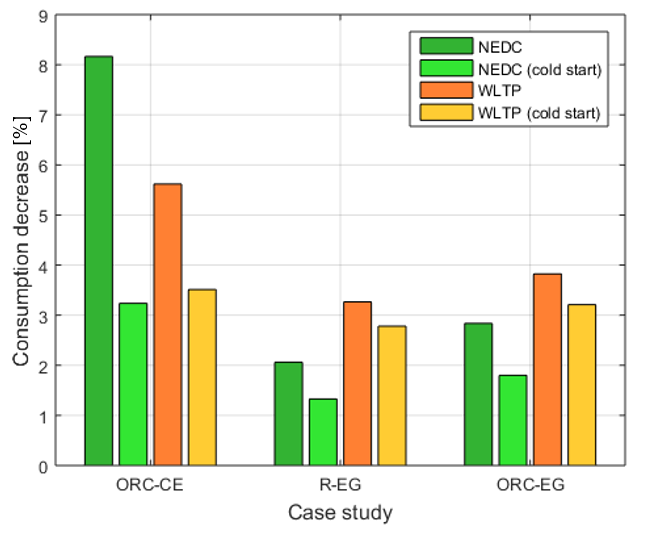 9
8
7
6
5
4
3
2
1
0
Consumption decrease [%]
NEDC
NEDC (cold start)
WLTP
WLTP (cold start)
ORC-CE R-EG ORC-EG
Case study